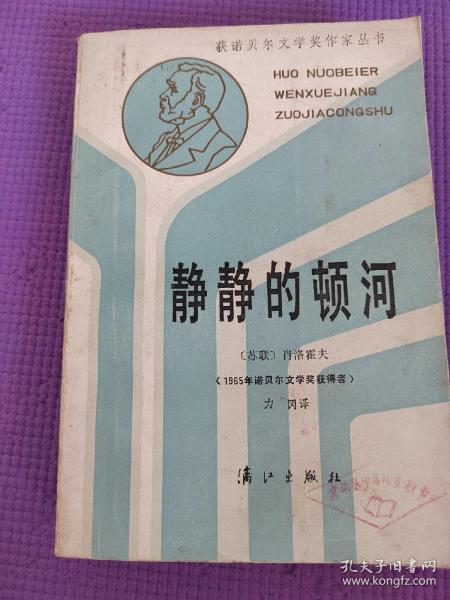 获诺贝尔文学奖作家丛书
HUO NUOBEIER
WENXUEJIANG
ZUOJIACONGSHU
静静的顿河
〔苏联〕肖洛霍夫
(1965年诺贝尔文学奖获得者)
力冈译
漓江出版社
孔夫子旧书网
www.kongfz.com